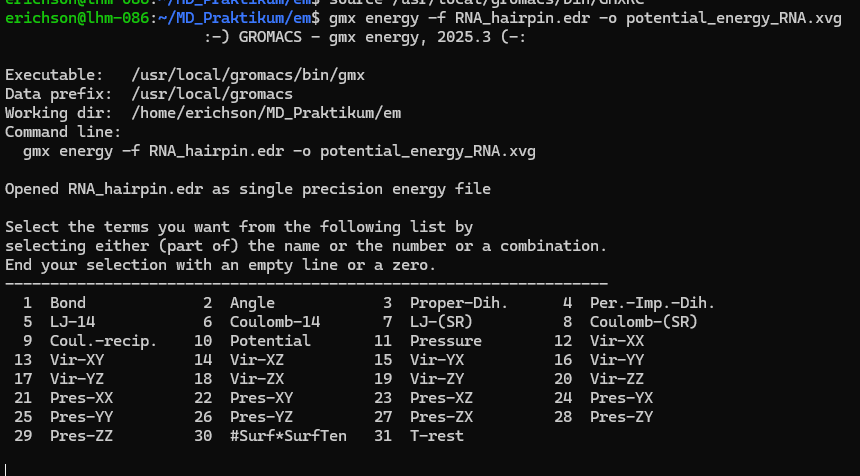 erichson@lhm-086:~/MD_Praktikum/em$ source /usr/local/gromacs/bin/GMXRC
erichson@lhm-086:~/MD_Praktikum/em$ gmx energy -f RNA_hairpin.edr -o potential_energy_RNA.xvg
:-) GROMACS - gmx energy, 2025.3 (-:
Executable:   /usr/local/gromacs/bin/gmx
Data prefix:  /usr/local/gromacs
Working dir:  /home/erichson/MD_Praktikum/em
Command line:
gmx energy -f RNA_hairpin.edr -o potential_energy_RNA.xvg
Opened RNA_hairpin.edr as single precision energy file
Select the terms you want from the following list by
selecting either (part of) the name or the number or a combination.
End your selection with an empty line or a zero.
-------------------------------------------------------------------
1  Bond             2  Angle            3  Proper-Dih.      4  Per.-Imp.-Dih.
5  LJ-14            6  Coulomb-14       7  LJ-(SR)          8  Coulomb-(SR)
9  Coul.-recip.    10  Potential       11  Pressure        12  Vir-XX
13  Vir-XY          14  Vir-XZ          15  Vir-YX          16  Vir-YY
17  Vir-YZ          18  Vir-ZX          19  Vir-ZY          20  Vir-ZZ
21  Pres-XX         22  Pres-XY         23  Pres-XZ         24  Pres-YX
25  Pres-YY         26  Pres-YZ         27  Pres-ZX         28  Pres-ZY
29  Pres-ZZ         30  #Surf*SurfTen   31  T-rest